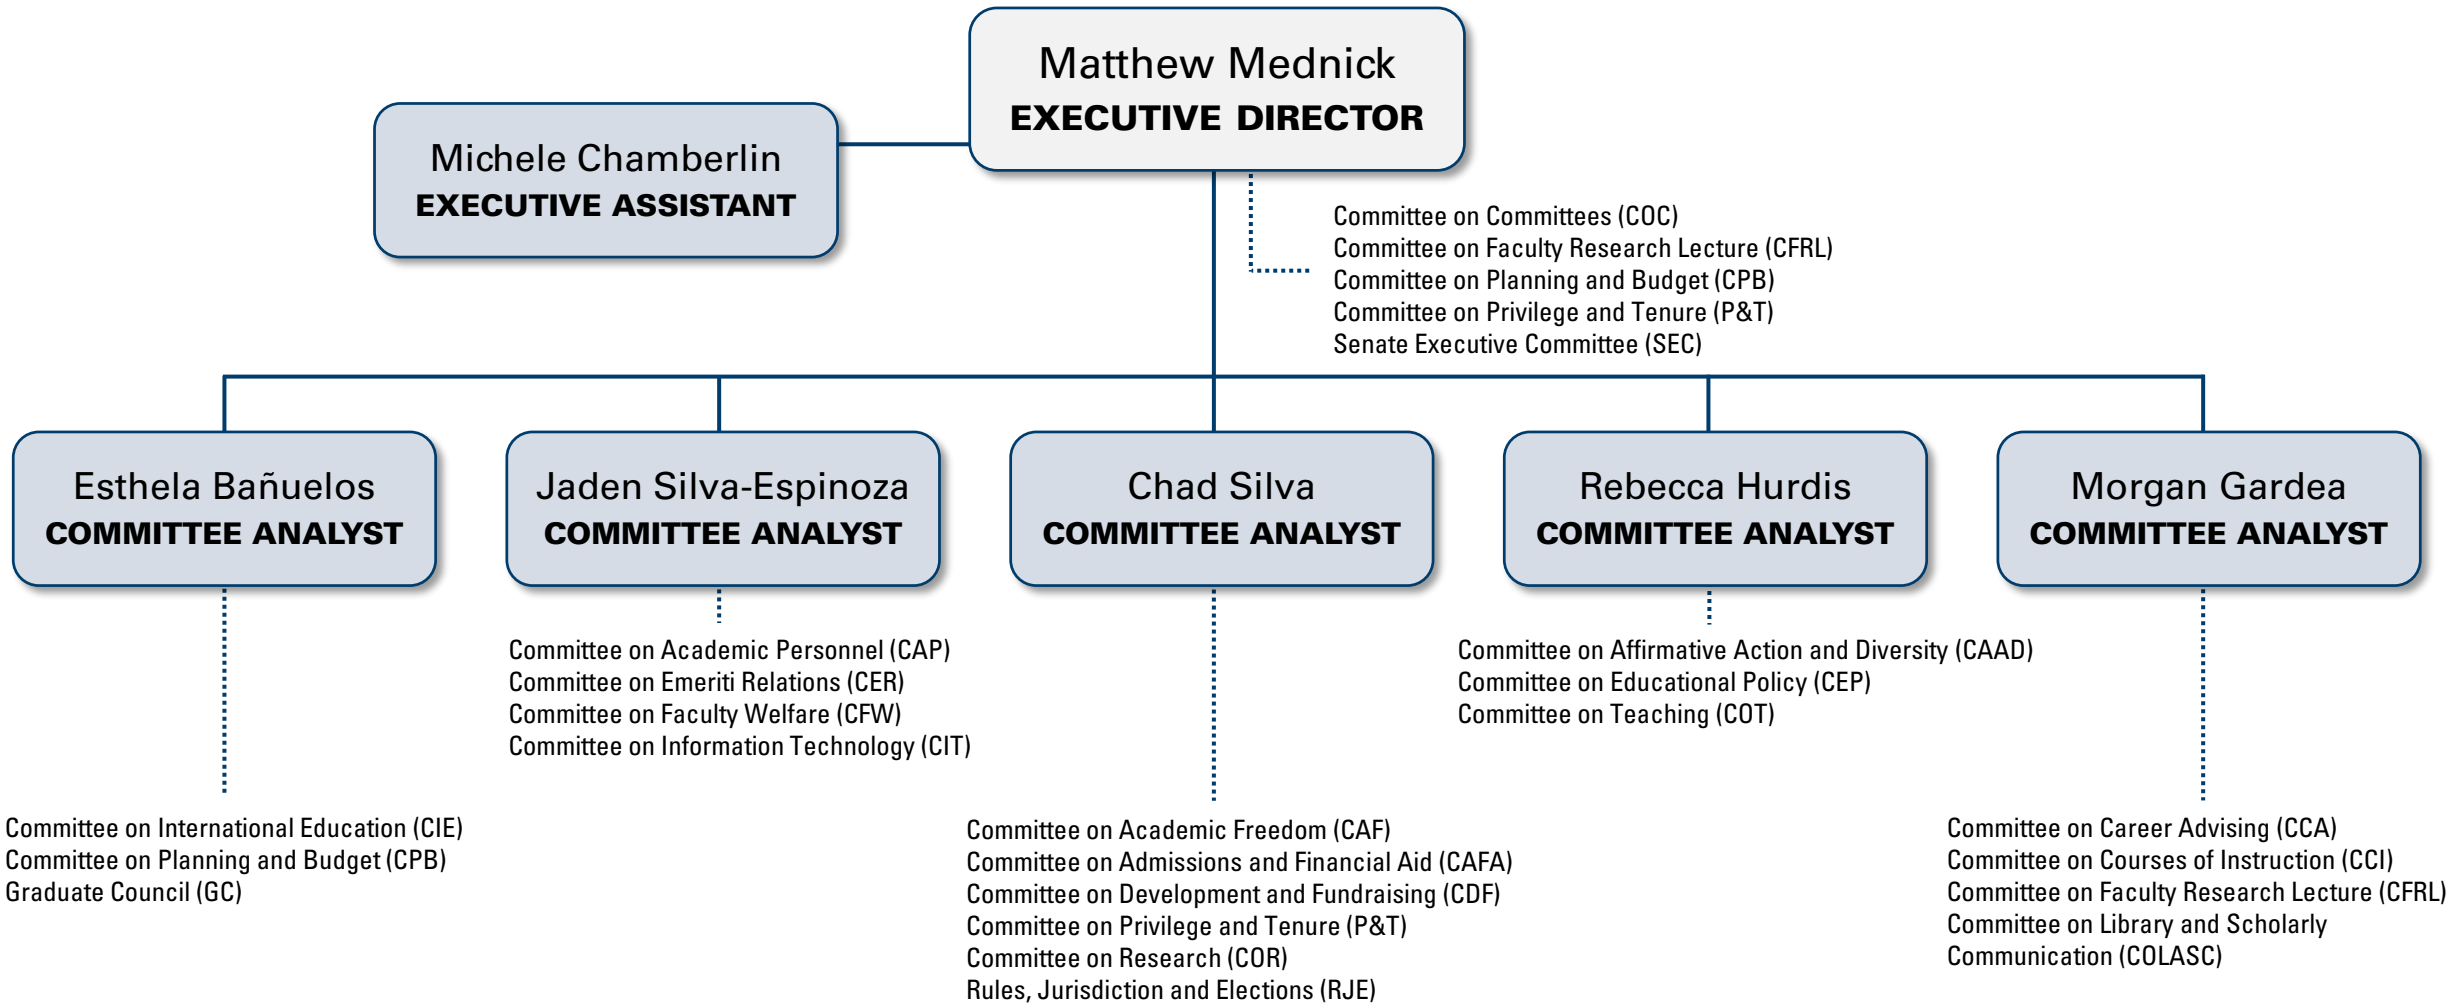 Matthew Mednick
EXECUTIVE DIRECTOR
Michele Chamberlin
EXECUTIVE ASSISTANT
Committee on Committees (COC)
Committee on Faculty Research Lecture (CFRL)
Committee on Planning and Budget (CPB)
Committee on Privilege and Tenure (P&T)
Senate Executive Committee (SEC)
Esthela Bañuelos
COMMITTEE ANALYST
Jaden Silva-Espinoza
COMMITTEE ANALYST
Chad Silva
COMMITTEE ANALYST
Rebecca Hurdis
COMMITTEE ANALYST
Morgan Gardea
COMMITTEE ANALYST
Committee on International Education (CIE)
Committee on Planning and Budget (CPB)
Graduate Council (GC)
Committee on Academic Personnel (CAP)
Committee on Emeriti Relations (CER)
Committee on Faculty Welfare (CFW)
Committee on Information Technology (CIT)
Committee on Academic Freedom (CAF)
Committee on Admissions and Financial Aid (CAFA)
Committee on Development and Fundraising (CDF)
Committee on Privilege and Tenure (P&T)
Committee on Research (COR)
Rules, Jurisdiction and Elections (RJE)
Committee on Affirmative Action and Diversity (CAAD)
Committee on Educational Policy (CEP)
Committee on Teaching (COT)
Committee on Career Advising (CCA)
Committee on Courses of Instruction (CCI)
Committee on Faculty Research Lecture (CFRL)
Committee on Library and Scholarly
Communication (COLASC)